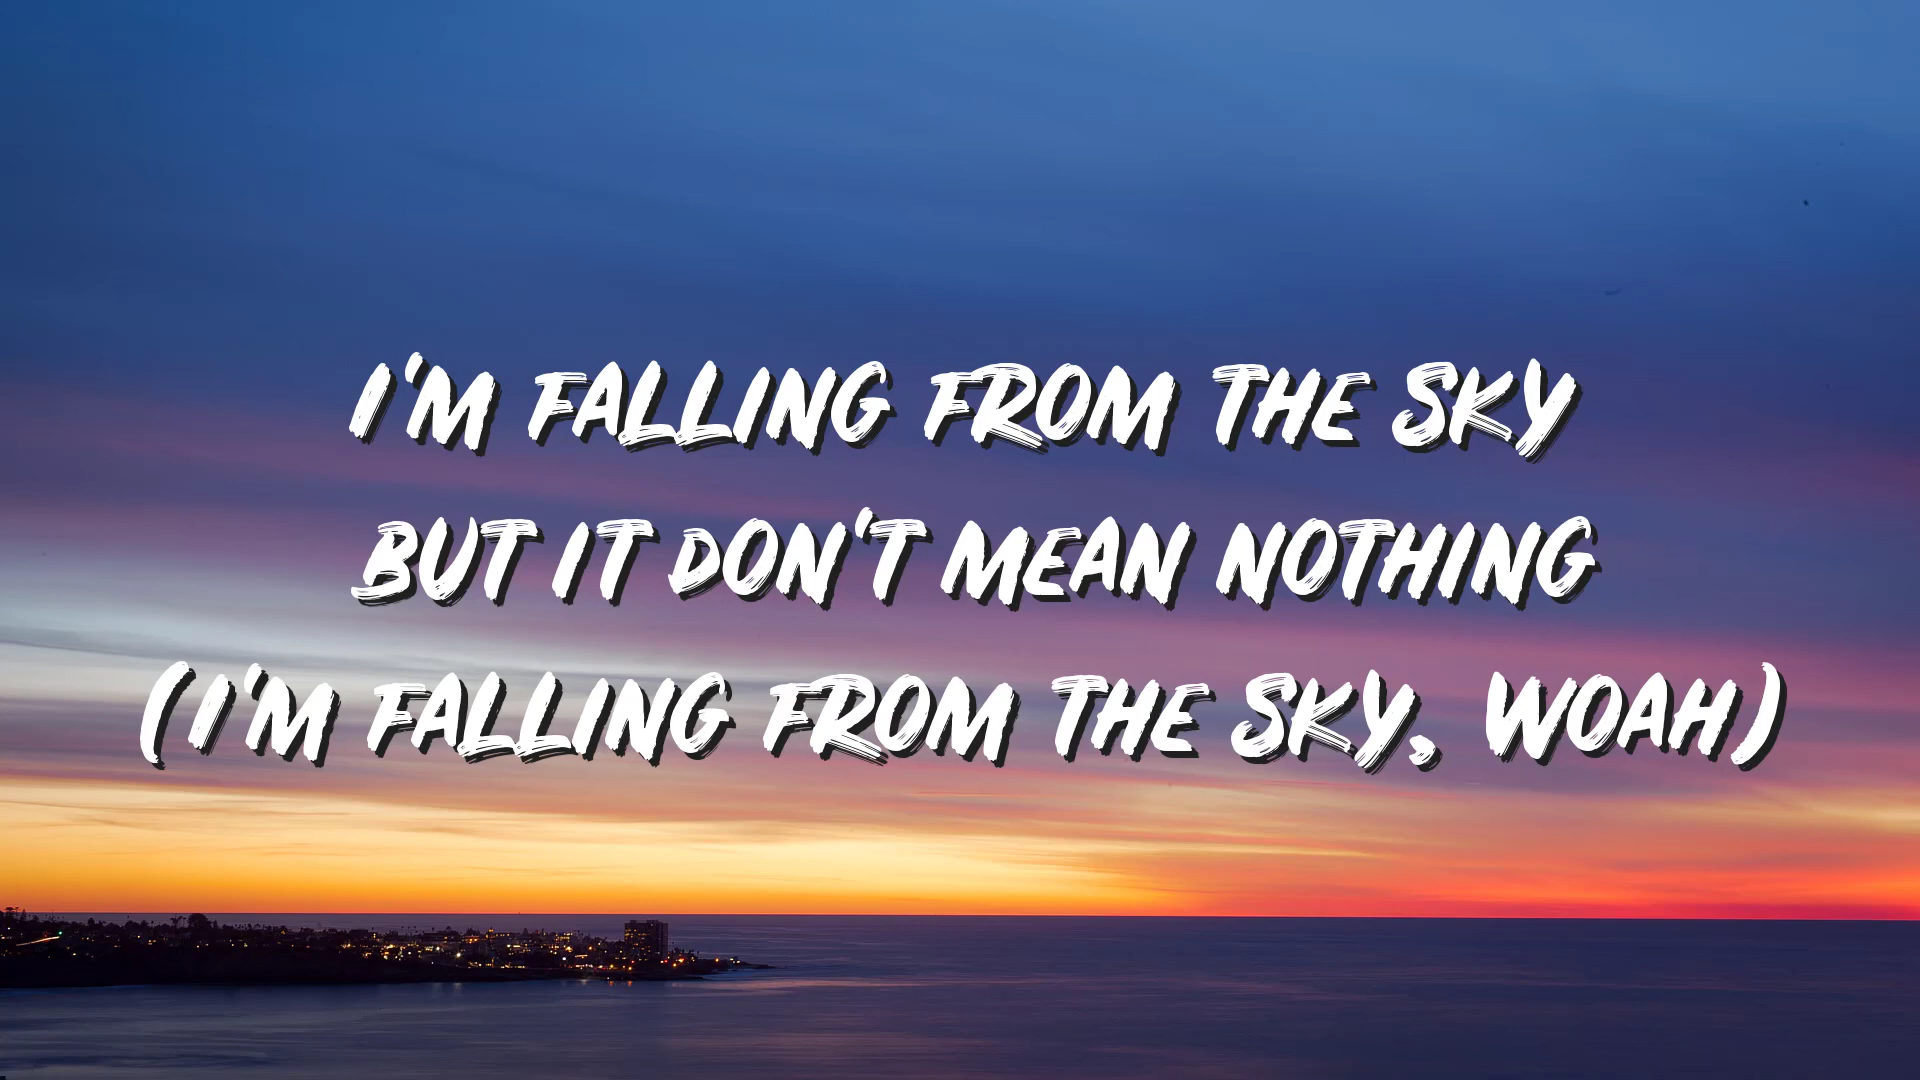 I'M FALLING FROM THE SKY
BUT IT DON'T MEAN NOTHING
(I'M FALLING FROM THE SKY, WOAH)